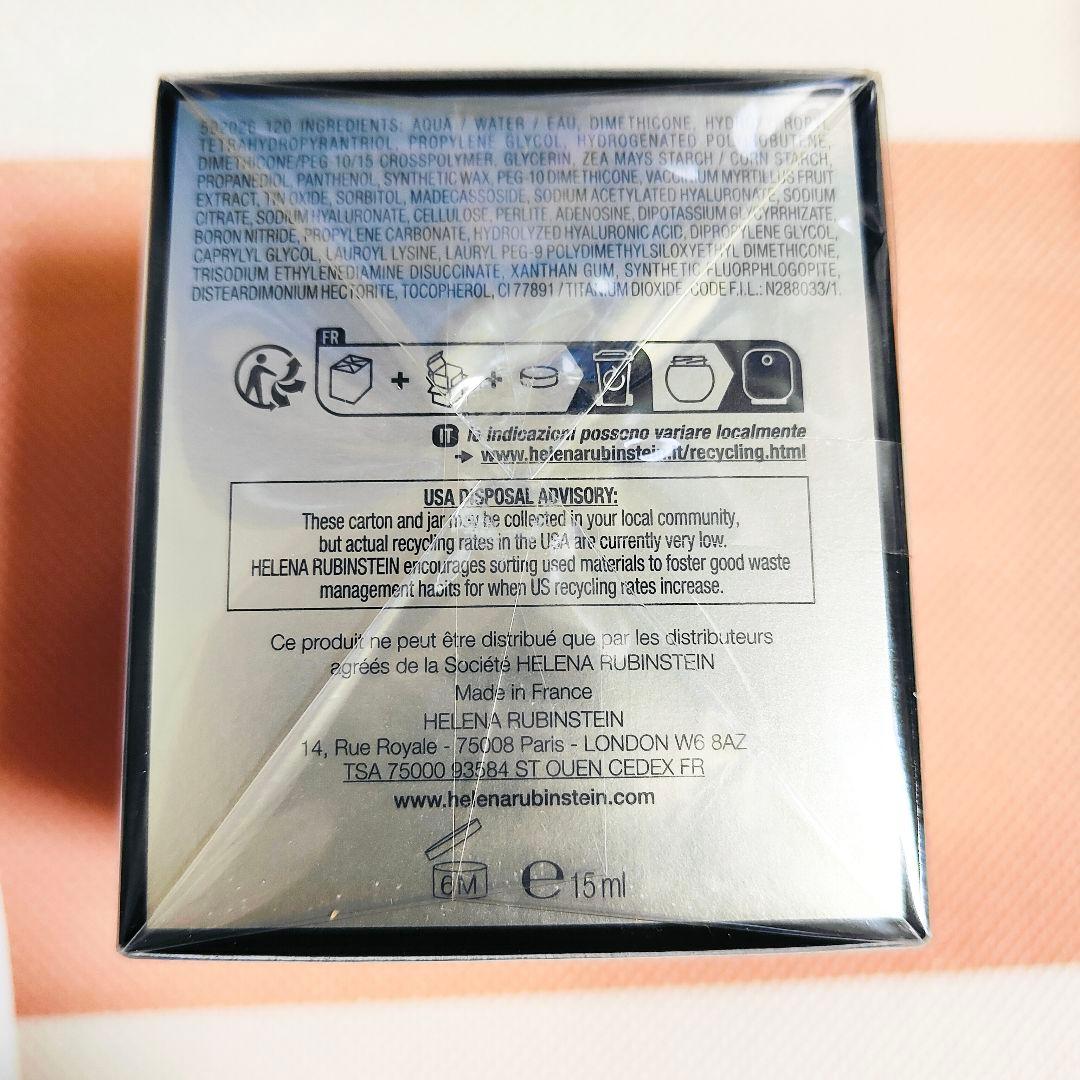 120 INGREDIENTS: AQUA / WATER / EAU, DIMETHICONE,
TETRAHYDROPYRANTRIOL, PROPYLENE GLYCOL, HYDROGENATED
DIMETHICONE/PEG 10/15 CROSSPOLYMER, GLYCERIN, ZEA MAYS STARCH / CORN STARCH,
PROPANEDIOL, PANTHENOL, SYNTHETIC WAX, PEG-10 DIMETHICONE, VACCINIUM MYRTILLUS FRUIT
EXTRACT, TIN OXIDE, SORBITOL, MADECASSOSIDE, SODIUM ACETYLATED HYALURONATE, SODIUM
CITRATE, SODIUM HYALURONATE, CELLULOSE, PERLITE, ADENOSINE, DIPOTASSIUM GLYCYRRHIZATE,
BORON NITRIDE, PROPYLENE CARBONATE, HYDROLYZED HYALURONIC ACID, DIPROPYLENE GLYCOL,
CAPRYLYL GLYCOL, LAUROYL LYSINE, LAURYL PEG-9 POLYDIMETHYLSILOXYETHYL DIMETHICONE,
TRISODIUM ETHYLENEDIAMINE DISUCCINATE, XANTHAN GUM, SYNTHETIC FLUORPHLOGOPITE,
DISTEARDIMONIUM HECTORITE, TOCOPHEROL, CI 77891 / TITANIUM DIOXIDE. CODE F.I.L.: N288033/1.
FR
+ +
IT le indicazioni possono variare localmente
→ www.helenarubinstein.it/recycling.html
USA DISPOSAL ADVISORY:
These carton and jar may be collected in your local community,
but actual recycling rates in the USA are currently very low.
HELENA RUBINSTEIN encourages sorting used materials to foster good waste
management habits for when US recycling rates increase.
Ce produit ne peut être distribué que par les distributeurs
agréés de la Société HELENA RUBINSTEIN
Made in France
HELENA RUBINSTEIN
14, Rue Royale - 75008 Paris - LONDON W6 8AZ
TSA 75000 93584 ST OUEN CEDEX FR
www.helenarubinstein.com
6M e 15 ml